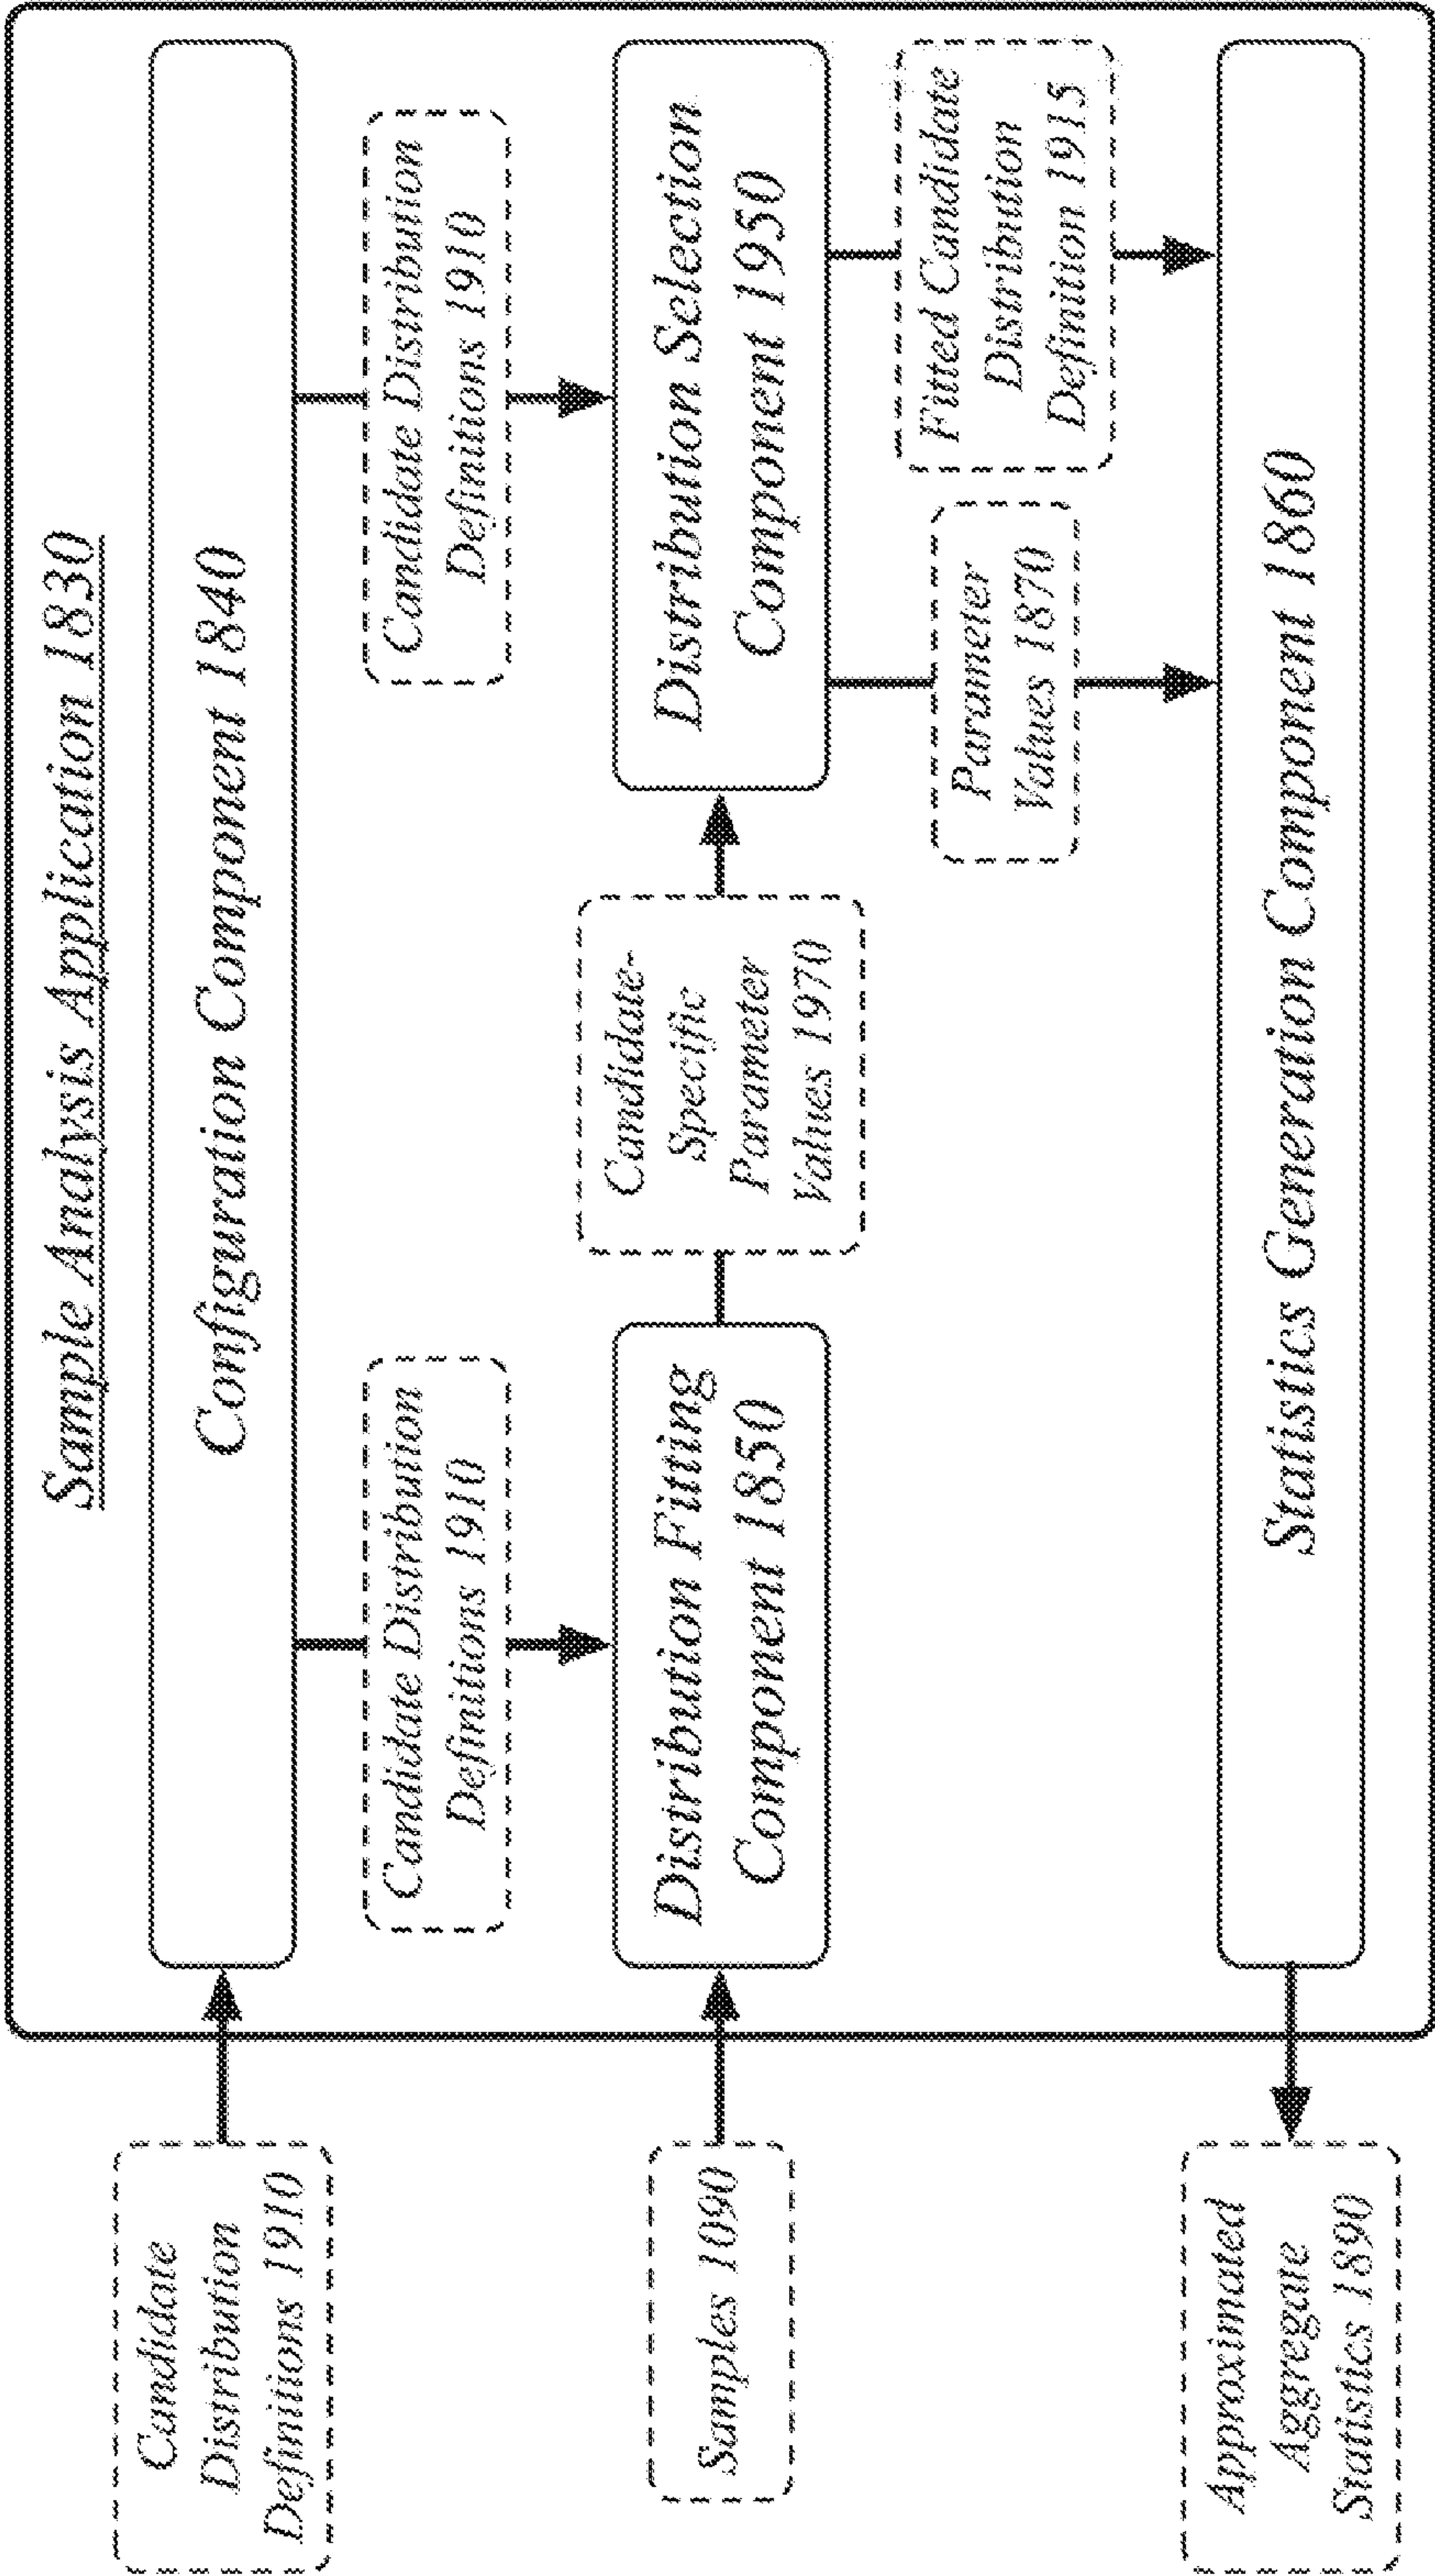 Sample Analysis Application 1830
Candidate
Distribution
Definitions 1910
Configuration Component 1840
Candidate Distribution
Definitions 1910
Candidate Distribution
Definitions 1910
Samples 1090
Distribution Fitting
Component 1850
Candidate-
Specific
Parameter
Values 1970
Distribution Selection
Component 1950
Parameter
Values 1870
Fitted Candidate
Distribution
Definition 1915
Approximated
Aggregate
Statistics 1890
Statistics Generation Component 1860